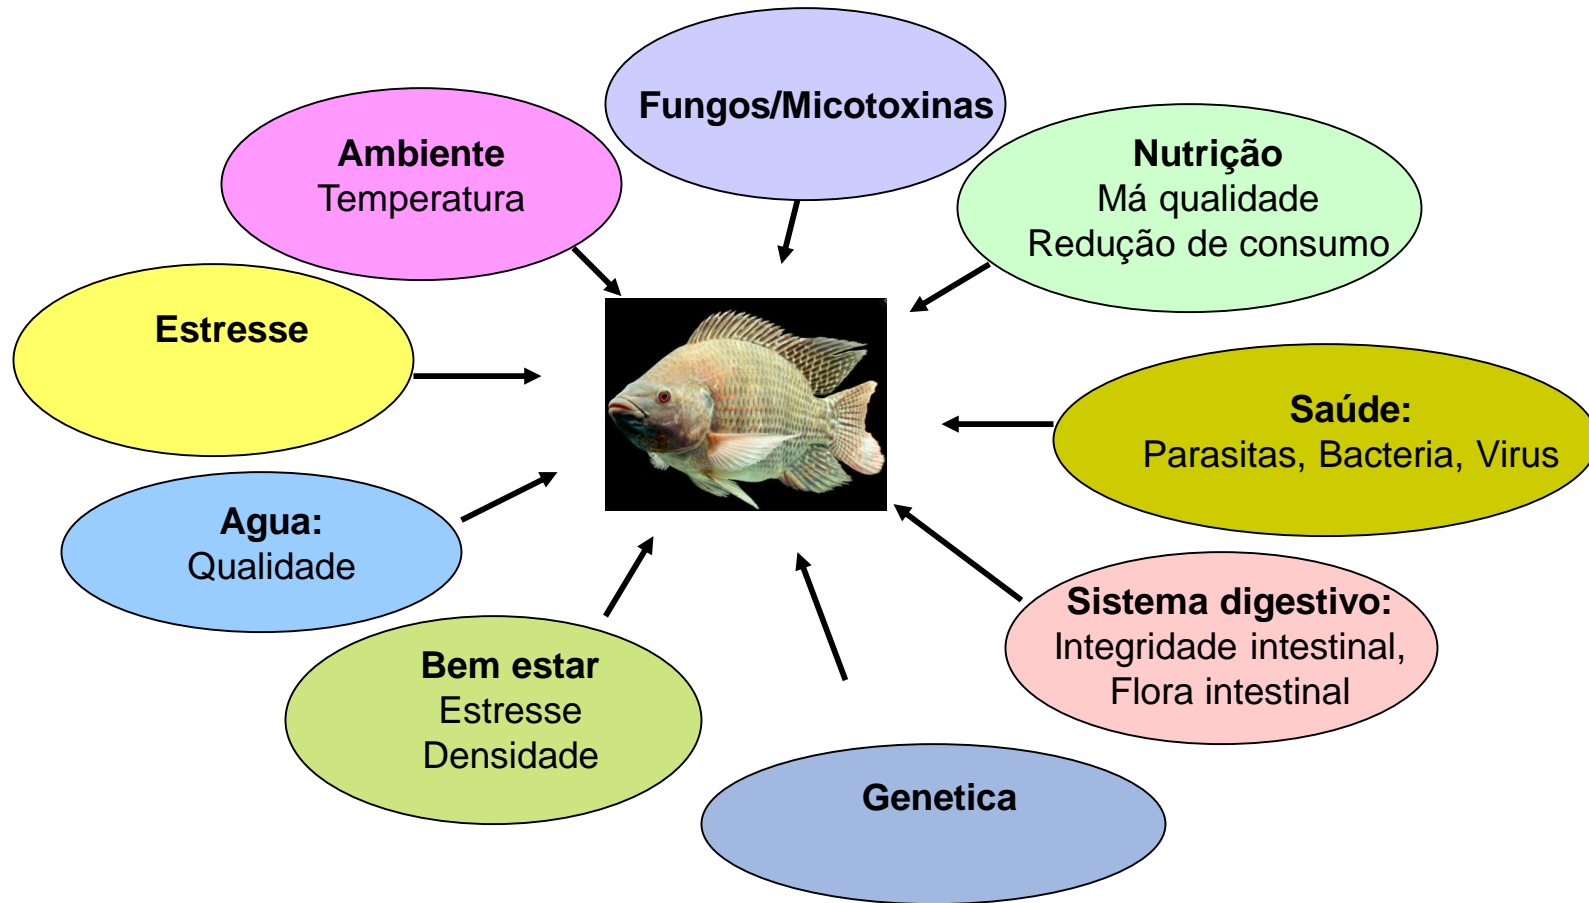 Fungos/Micotoxinas
Ambiente
Temperatura
Nutrição
Má qualidade
Redução de consumo
Estresse
Saúde:
Parasitas, Bacteria, Virus
Agua:
Qualidade
Sistema digestivo:
Integridade intestinal,
Flora intestinal
Bem estar
Estresse
Densidade
Genetica